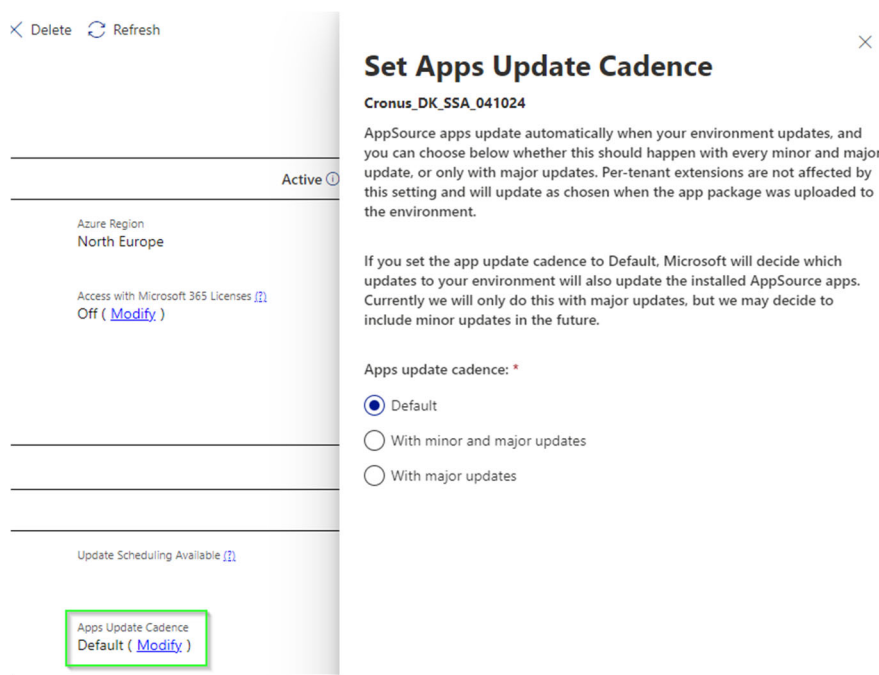 Delete Refresh
Active
Azure Region
North Europe
Access with Microsoft 365 Licenses (?)
Off ( Modify )
Update Scheduling Available (?)
Apps Update Cadence
Default ( Modify )
Set Apps Update Cadence
Cronus_DK_SSA_041024
AppSource apps update automatically when your environment updates, and
you can choose below whether this should happen with every minor and major
update, or only with major updates. Per-tenant extensions are not affected by
this setting and will update as chosen when the app package was uploaded to
the environment.
If you set the app update cadence to Default, Microsoft will decide which
updates to your environment will also update the installed AppSource apps.
Currently we will only do this with major updates, but we may decide to
include minor updates in the future.
Apps update cadence: *
Default
With minor and major updates
With major updates